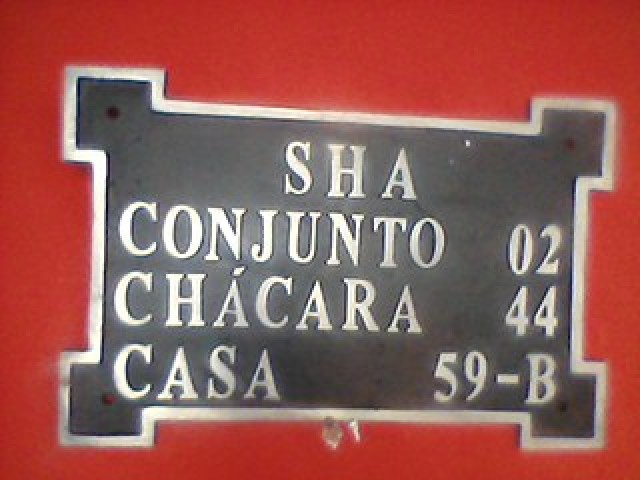 SHA
CONJUNTO 02
CHÁCARA 44
CASA 59-B